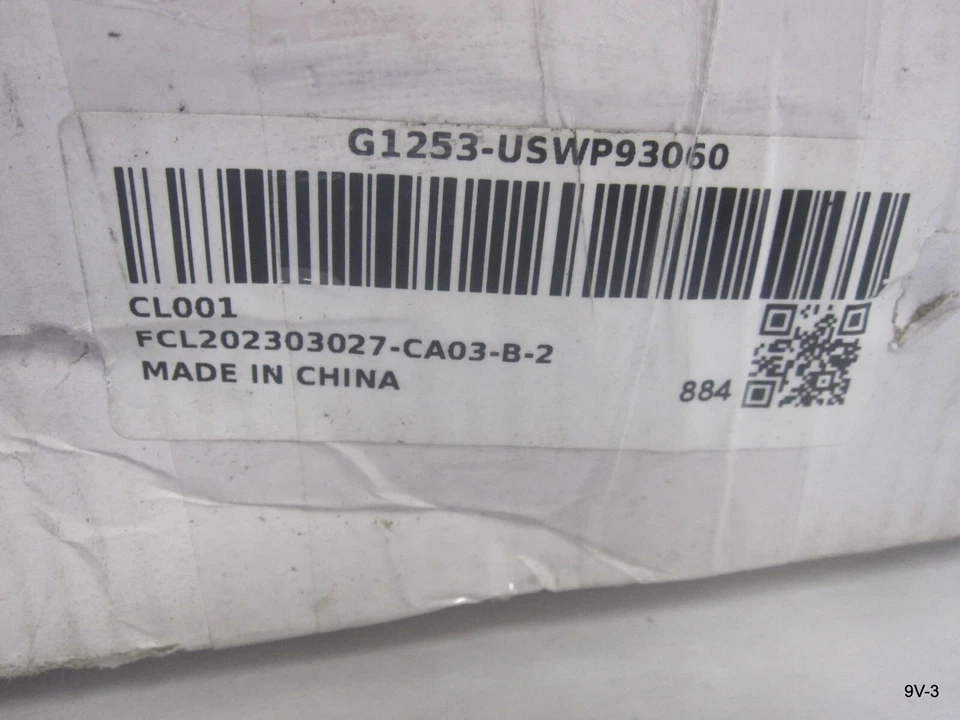 G1253-USWP93060
CL001
FCL202303027-CA03-B-2
MADE IN CHINA
884
9V-3